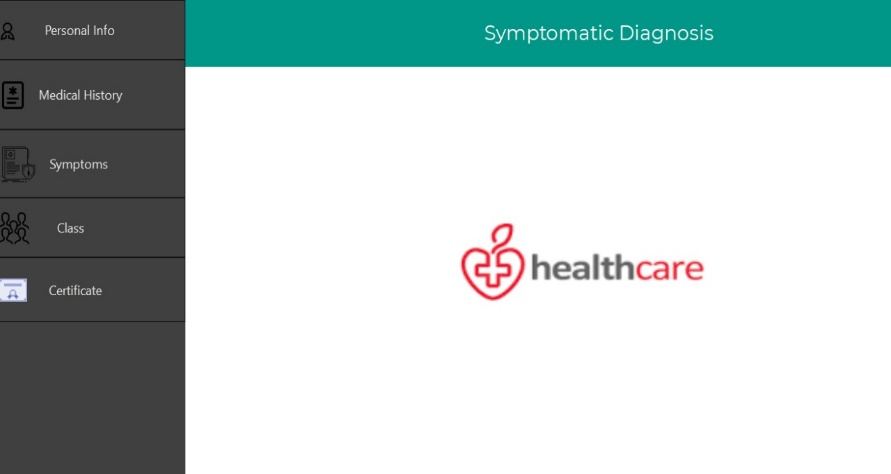 Personal Info
Symptomatic Diagnosis
Medical History
Symptoms
Class
Certificate
healthcare